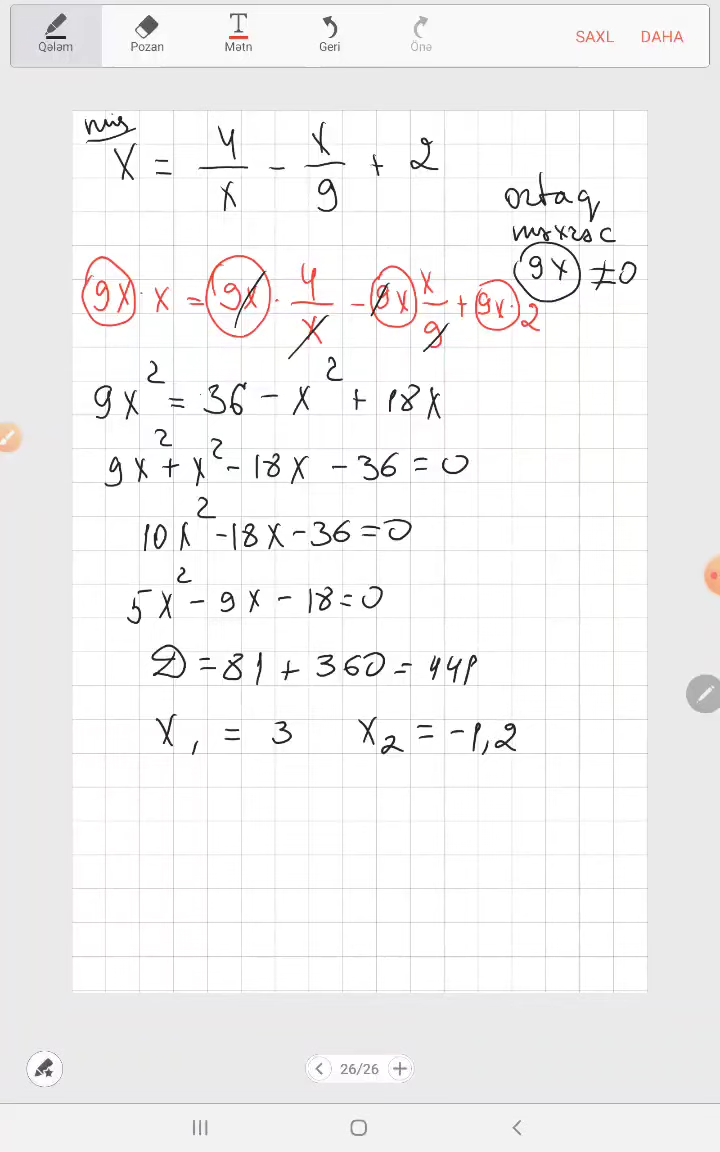 Qələm Pozan Mətn Geri Önə SAXL DAHA
mis
x = 4/x - x/9 + 2
ortaq
məxrəc
9x ≠ 0
9x · x = 9x · 4/x - 9x x/9 + 9x · 2
9x² = 36 - x² + 18x
9x² + x² - 18x - 36 = 0
10x² - 18x - 36 = 0
5x² - 9x - 18 = 0
D = 81 + 360 = 441
x₁ = 3 x₂ = -1,2
26/26